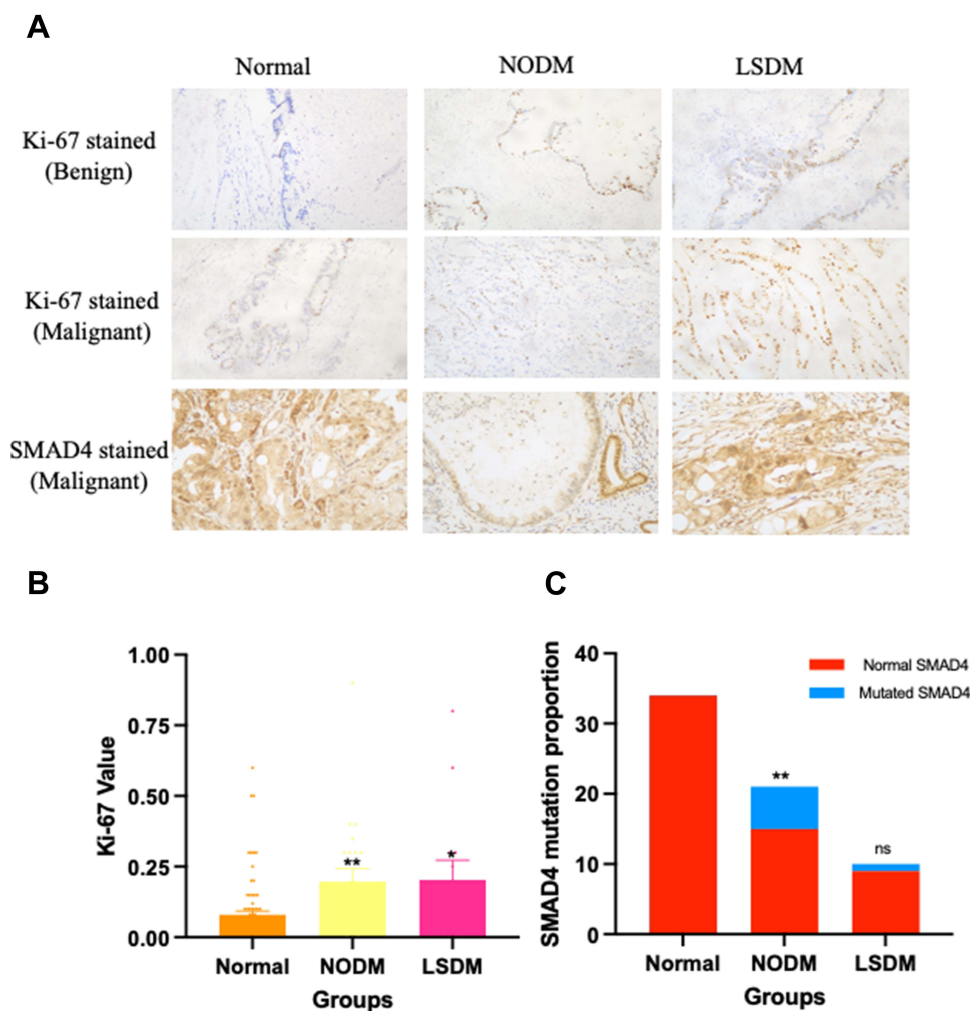 A
Normal NODM LSDM
Ki-67 stained
(Benign)
Ki-67 stained
(Malignant)
SMAD4 stained
(Malignant)
B
1.00
0.75
0.50
0.25
0.00
Ki-67 Value
**
*
Normal NODM LSDM
Groups
C
40
30
20
10
0
SMAD4 mutation proportion
Normal SMAD4
Mutated SMAD4
**
ns
Normal NODM LSDM
Groups